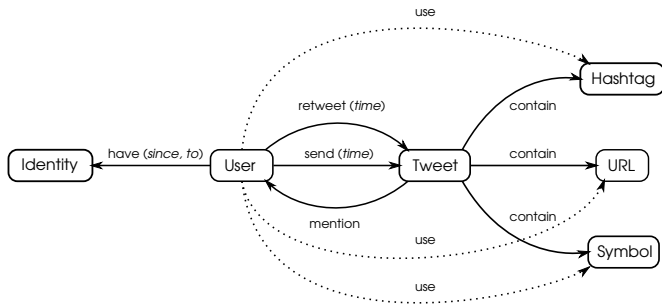 use
Hashtag
retweet (time)
contain
Identity
have (since, to)
User
send (time)
Tweet
contain
URL
mention
contain
use
Symbol
use